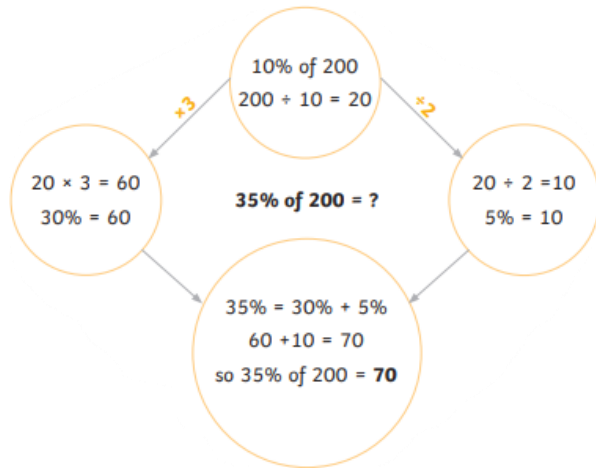 10% of 200
200 ÷ 10 = 20
×3
÷2
20 × 3 = 60
30% = 60
35% of 200 = ?
20 ÷ 2 =10
5% = 10
35% = 30% + 5%
60 +10 = 70
so 35% of 200 = 70